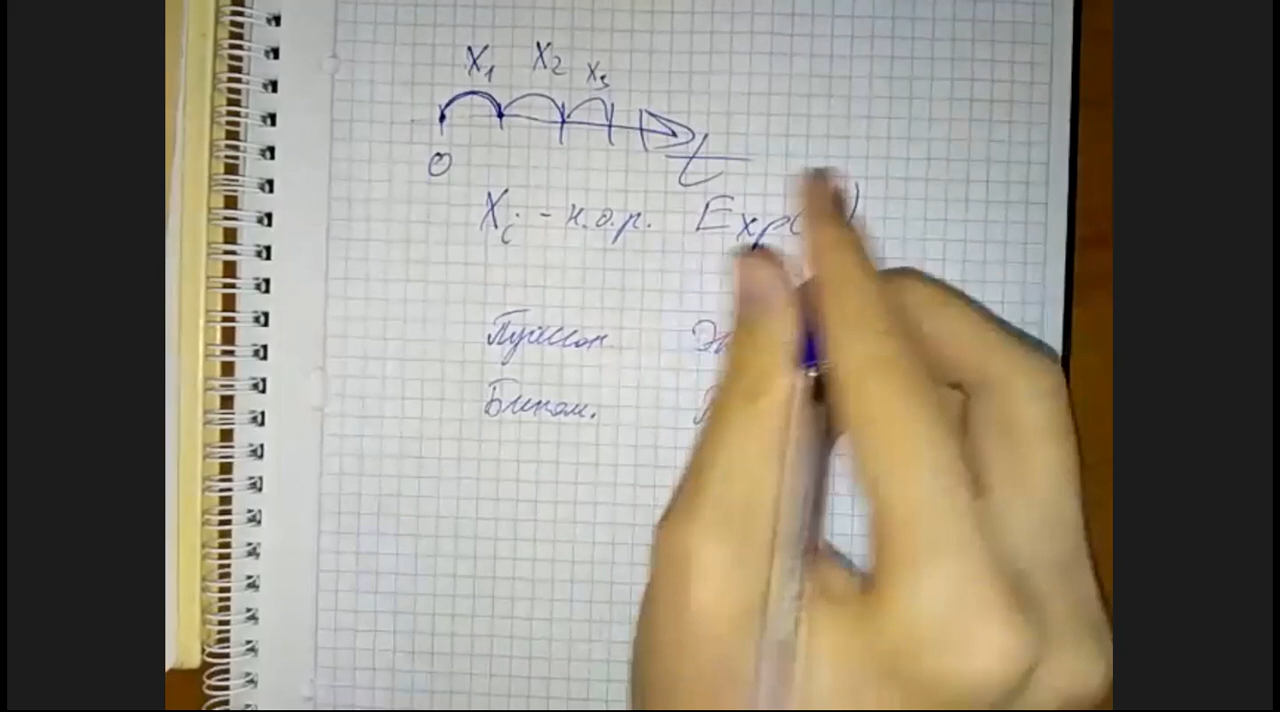 X₁ X₂ X₃
0 t
Xᵢ - н.о.р. Exp( )
Пуассон
Бином.